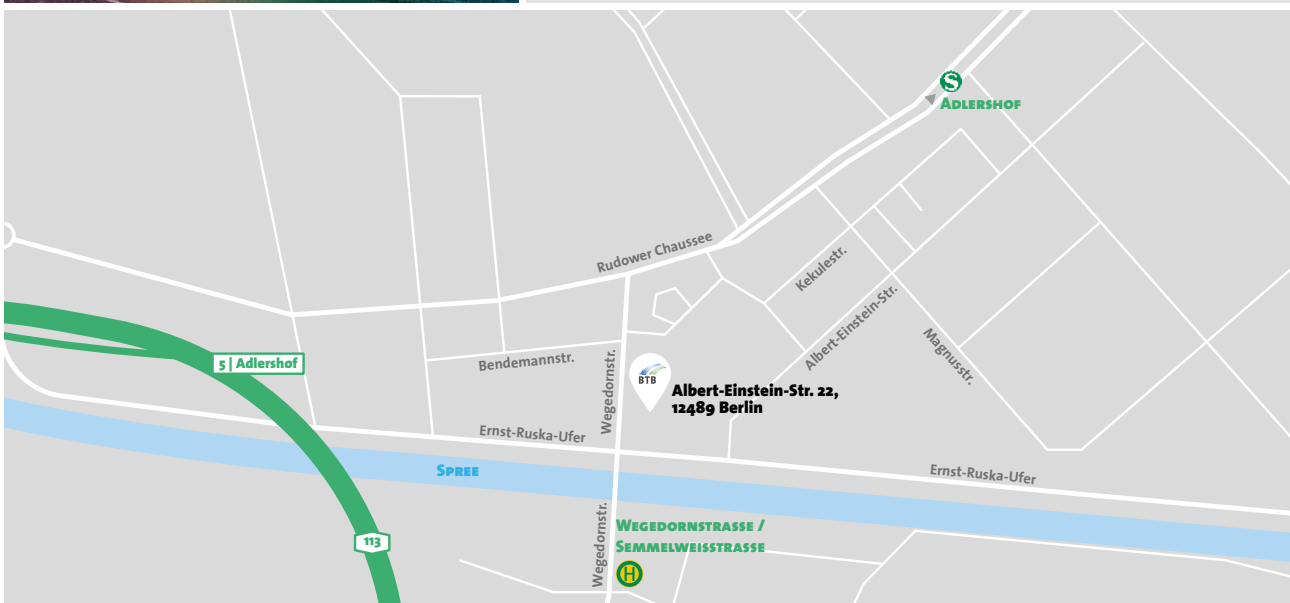 S
Adlershof
Rudower Chaussee
Kekulestr.
Albert-Einstein-Str.
Magnusstr.
5 | Adlershof
Bendemannstr.
Wegedornstr.
BTB
Albert-Einstein-Str. 22,
12489 Berlin
Ernst-Ruska-Ufer
Spree
Ernst-Ruska-Ufer
Wegedornstr.
Wegedornstrasse /
Semmelweisstrasse
113
H